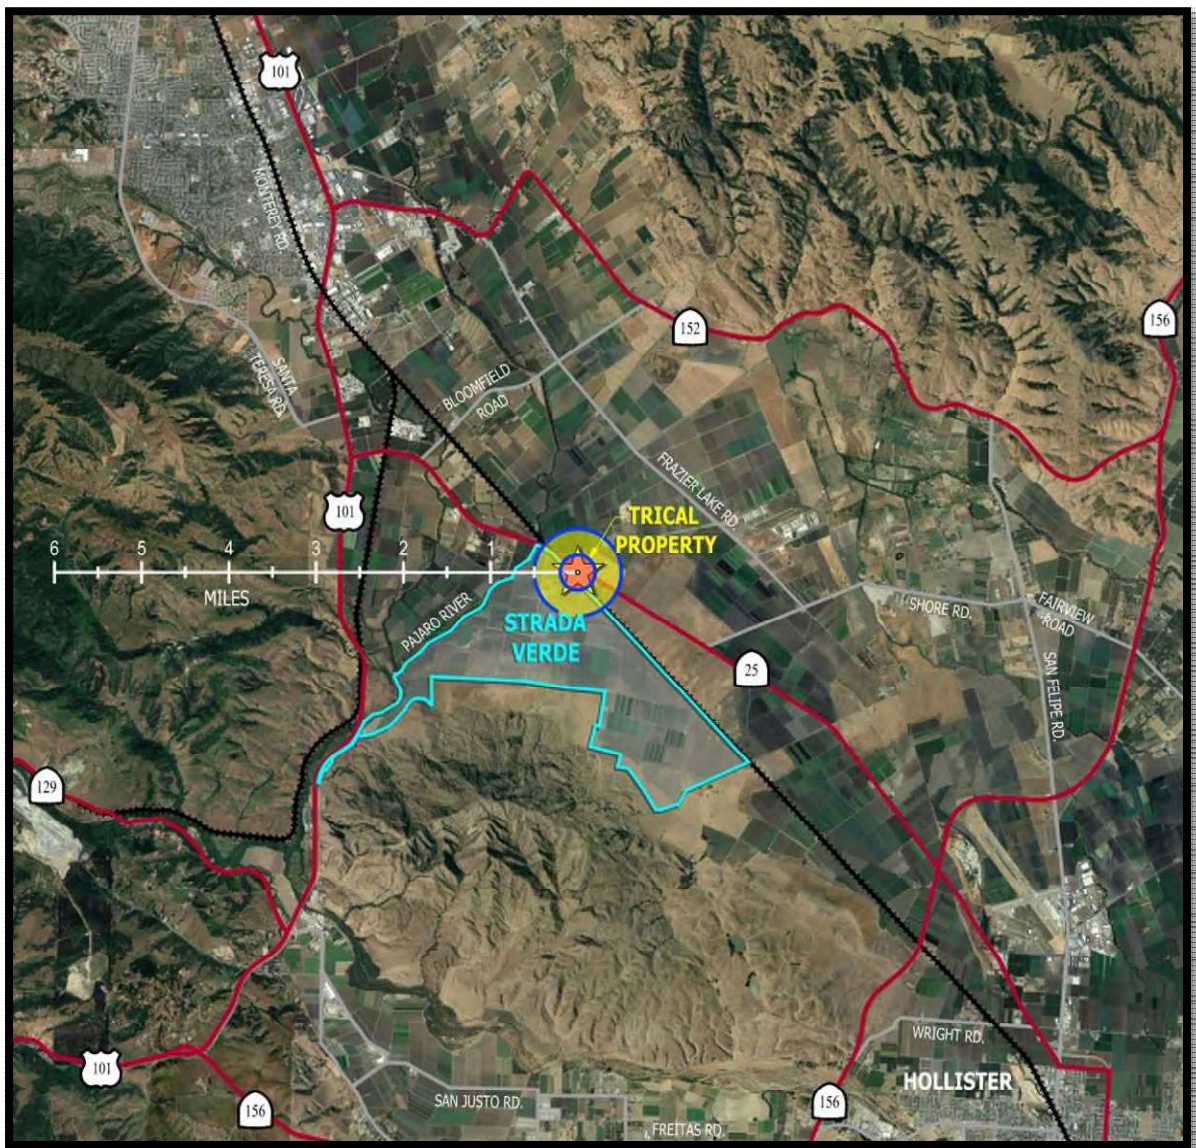 101
MONTEREY RD.
152
156
SANTA
TERESA RD.
BLOOMFIELD
ROAD
FRAZIER LAKE RD.
101
TRICAL
PROPERTY
6 5 4 3 2 1
MILES
PAJARO RIVER
STRADA
VERDE
SHORE RD.
FAIRVIEW
ROAD
SAN FELIPE RD.
25
129
WRIGHT RD.
101
HOLLISTER
156
SAN JUSTO RD.
156
FREITAS RD.